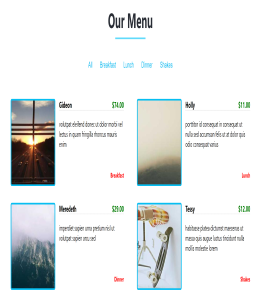 Our Menu
All Breakfast Lunch Dinner Shakes
Gideon $74.00
volutpat eleifend donec ut dolor morbi vel
lectus in quam fringilla rhoncus mauris
enim
Breakfast
Holly $11.00
porttitor id consequat in consequat ut
nulla sed accumsan felis ut at dolor quis
odio consequat varius
Lunch
Meredeth $29.00
imperdiet sapien urna pretium nisl ut
volutpat sapien arcu sed
Dinner
Tessy $12.00
habitasse platea dictumst maecenas ut
massa quis augue luctus tincidunt nulla
mollis molestie lorem
Shakes